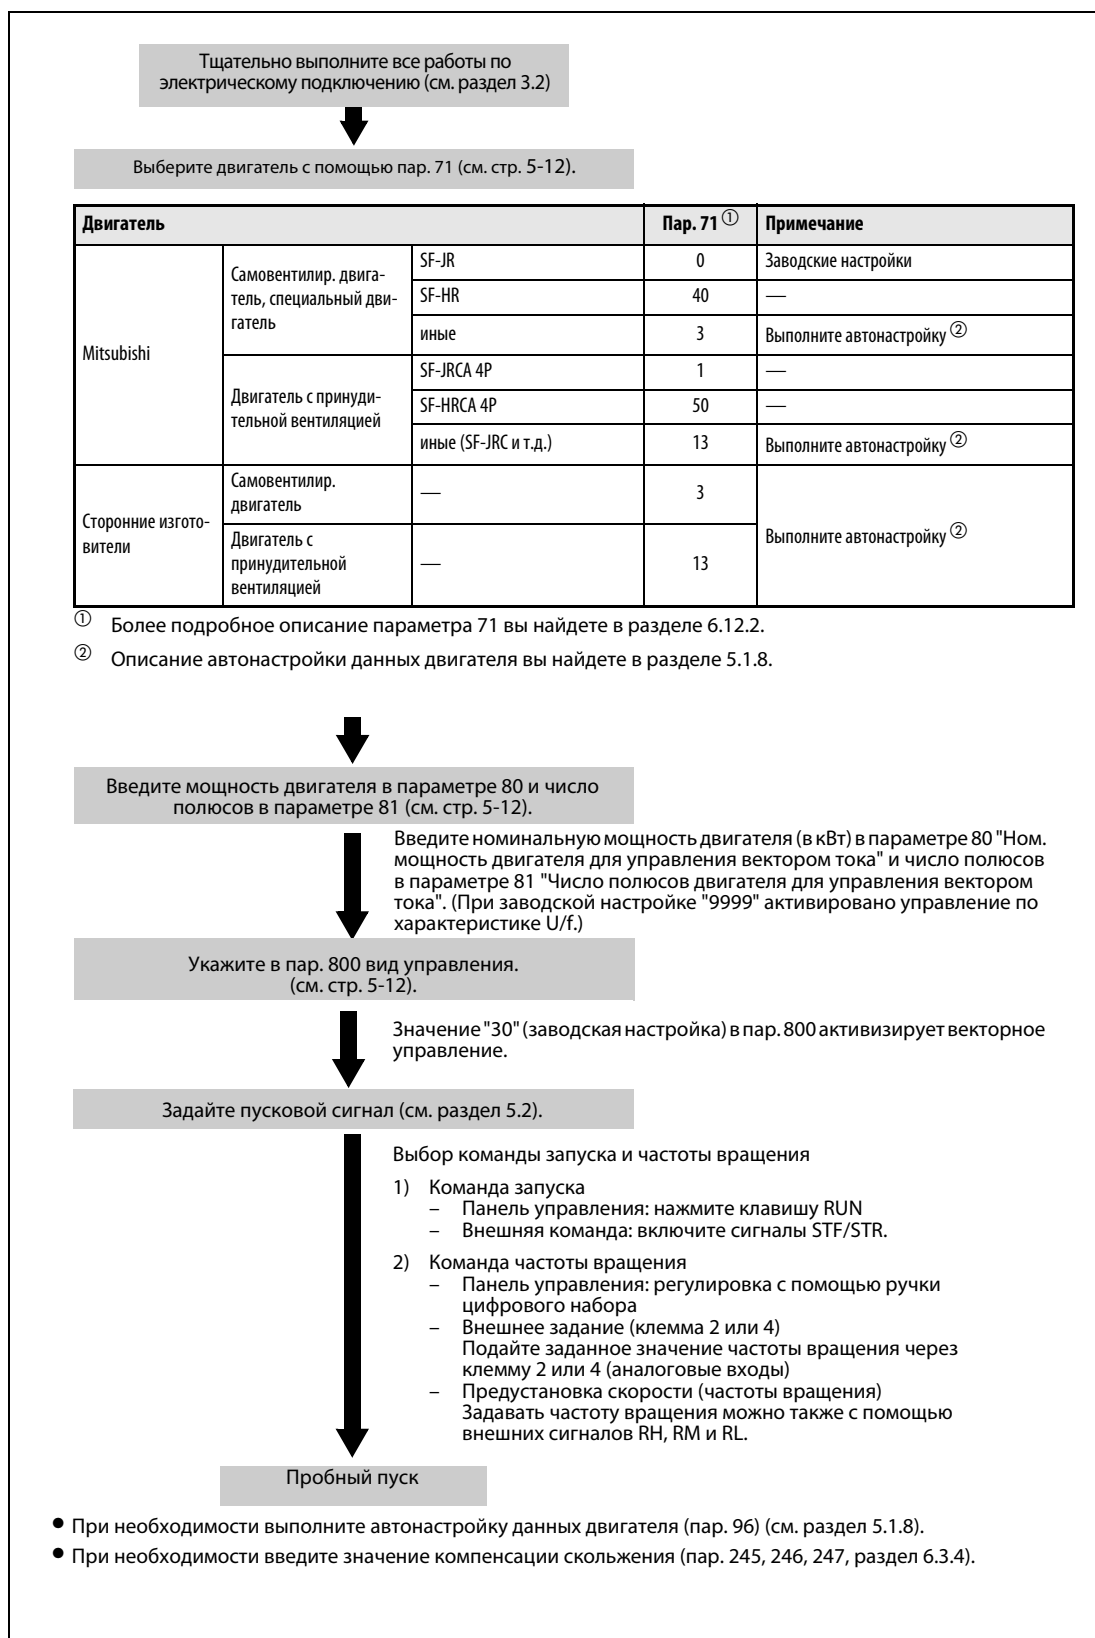 Тщательно выполните все работы по
электрическому подключению (см. раздел 3.2)
Выберите двигатель с помощью пар. 71 (см. стр. 5-12).
Двигатель Пар. 71 ① Примечание
Mitsubishi
Самовентилир. двига-
тель, специальный дви-
гатель
SF-JR 0 Заводские настройки
SF-HR 40 —
иные 3 Выполните автонастройку ②
Двигатель с принуди-
тельной вентиляцией
SF-JRCA 4P 1 —
SF-HRCA 4P 50 —
иные (SF-JRC и т.д.) 13 Выполните автонастройку ②
Сторонние изгото-
вители
Самовентилир.
двигатель
— 3
Двигатель с
принудительной
вентиляцией
— 13
Выполните автонастройку ②
① Более подробное описание параметра 71 вы найдете в разделе 6.12.2.
② Описание автонастройки данных двигателя вы найдете в разделе 5.1.8.
Введите мощность двигателя в параметре 80 и число
полюсов в параметре 81 (см. стр. 5-12).
Введите номинальную мощность двигателя (в кВт) в параметре 80 "Ном.
мощность двигателя для управления вектором тока" и число полюсов
в параметре 81 "Число полюсов двигателя для управления вектором
тока". (При заводской настройке "9999" активировано управление по
характеристике U/f.)
Укажите в пар. 800 вид управления.
(см. стр. 5-12).
Значение "30" (заводская настройка) в пар. 800 активизирует векторное
управление.
Задайте пусковой сигнал (см. раздел 5.2).
Выбор команды запуска и частоты вращения
1) Команда запуска
– Панель управления: нажмите клавишу RUN
– Внешняя команда: включите сигналы STF/STR.
2) Команда частоты вращения
– Панель управления: регулировка с помощью ручки
цифрового набора
– Внешнее задание (клемма 2 или 4)
Подайте заданное значение частоты вращения через
клемму 2 или 4 (аналоговые входы)
– Предустановка скорости (частоты вращения)
Задавать частоту вращения можно также с помощью
внешних сигналов RH, RM и RL.
Пробный пуск
● При необходимости выполните автонастройку данных двигателя (пар. 96) (см. раздел 5.1.8).
● При необходимости введите значение компенсации скольжения (пар. 245, 246, 247, раздел 6.3.4).